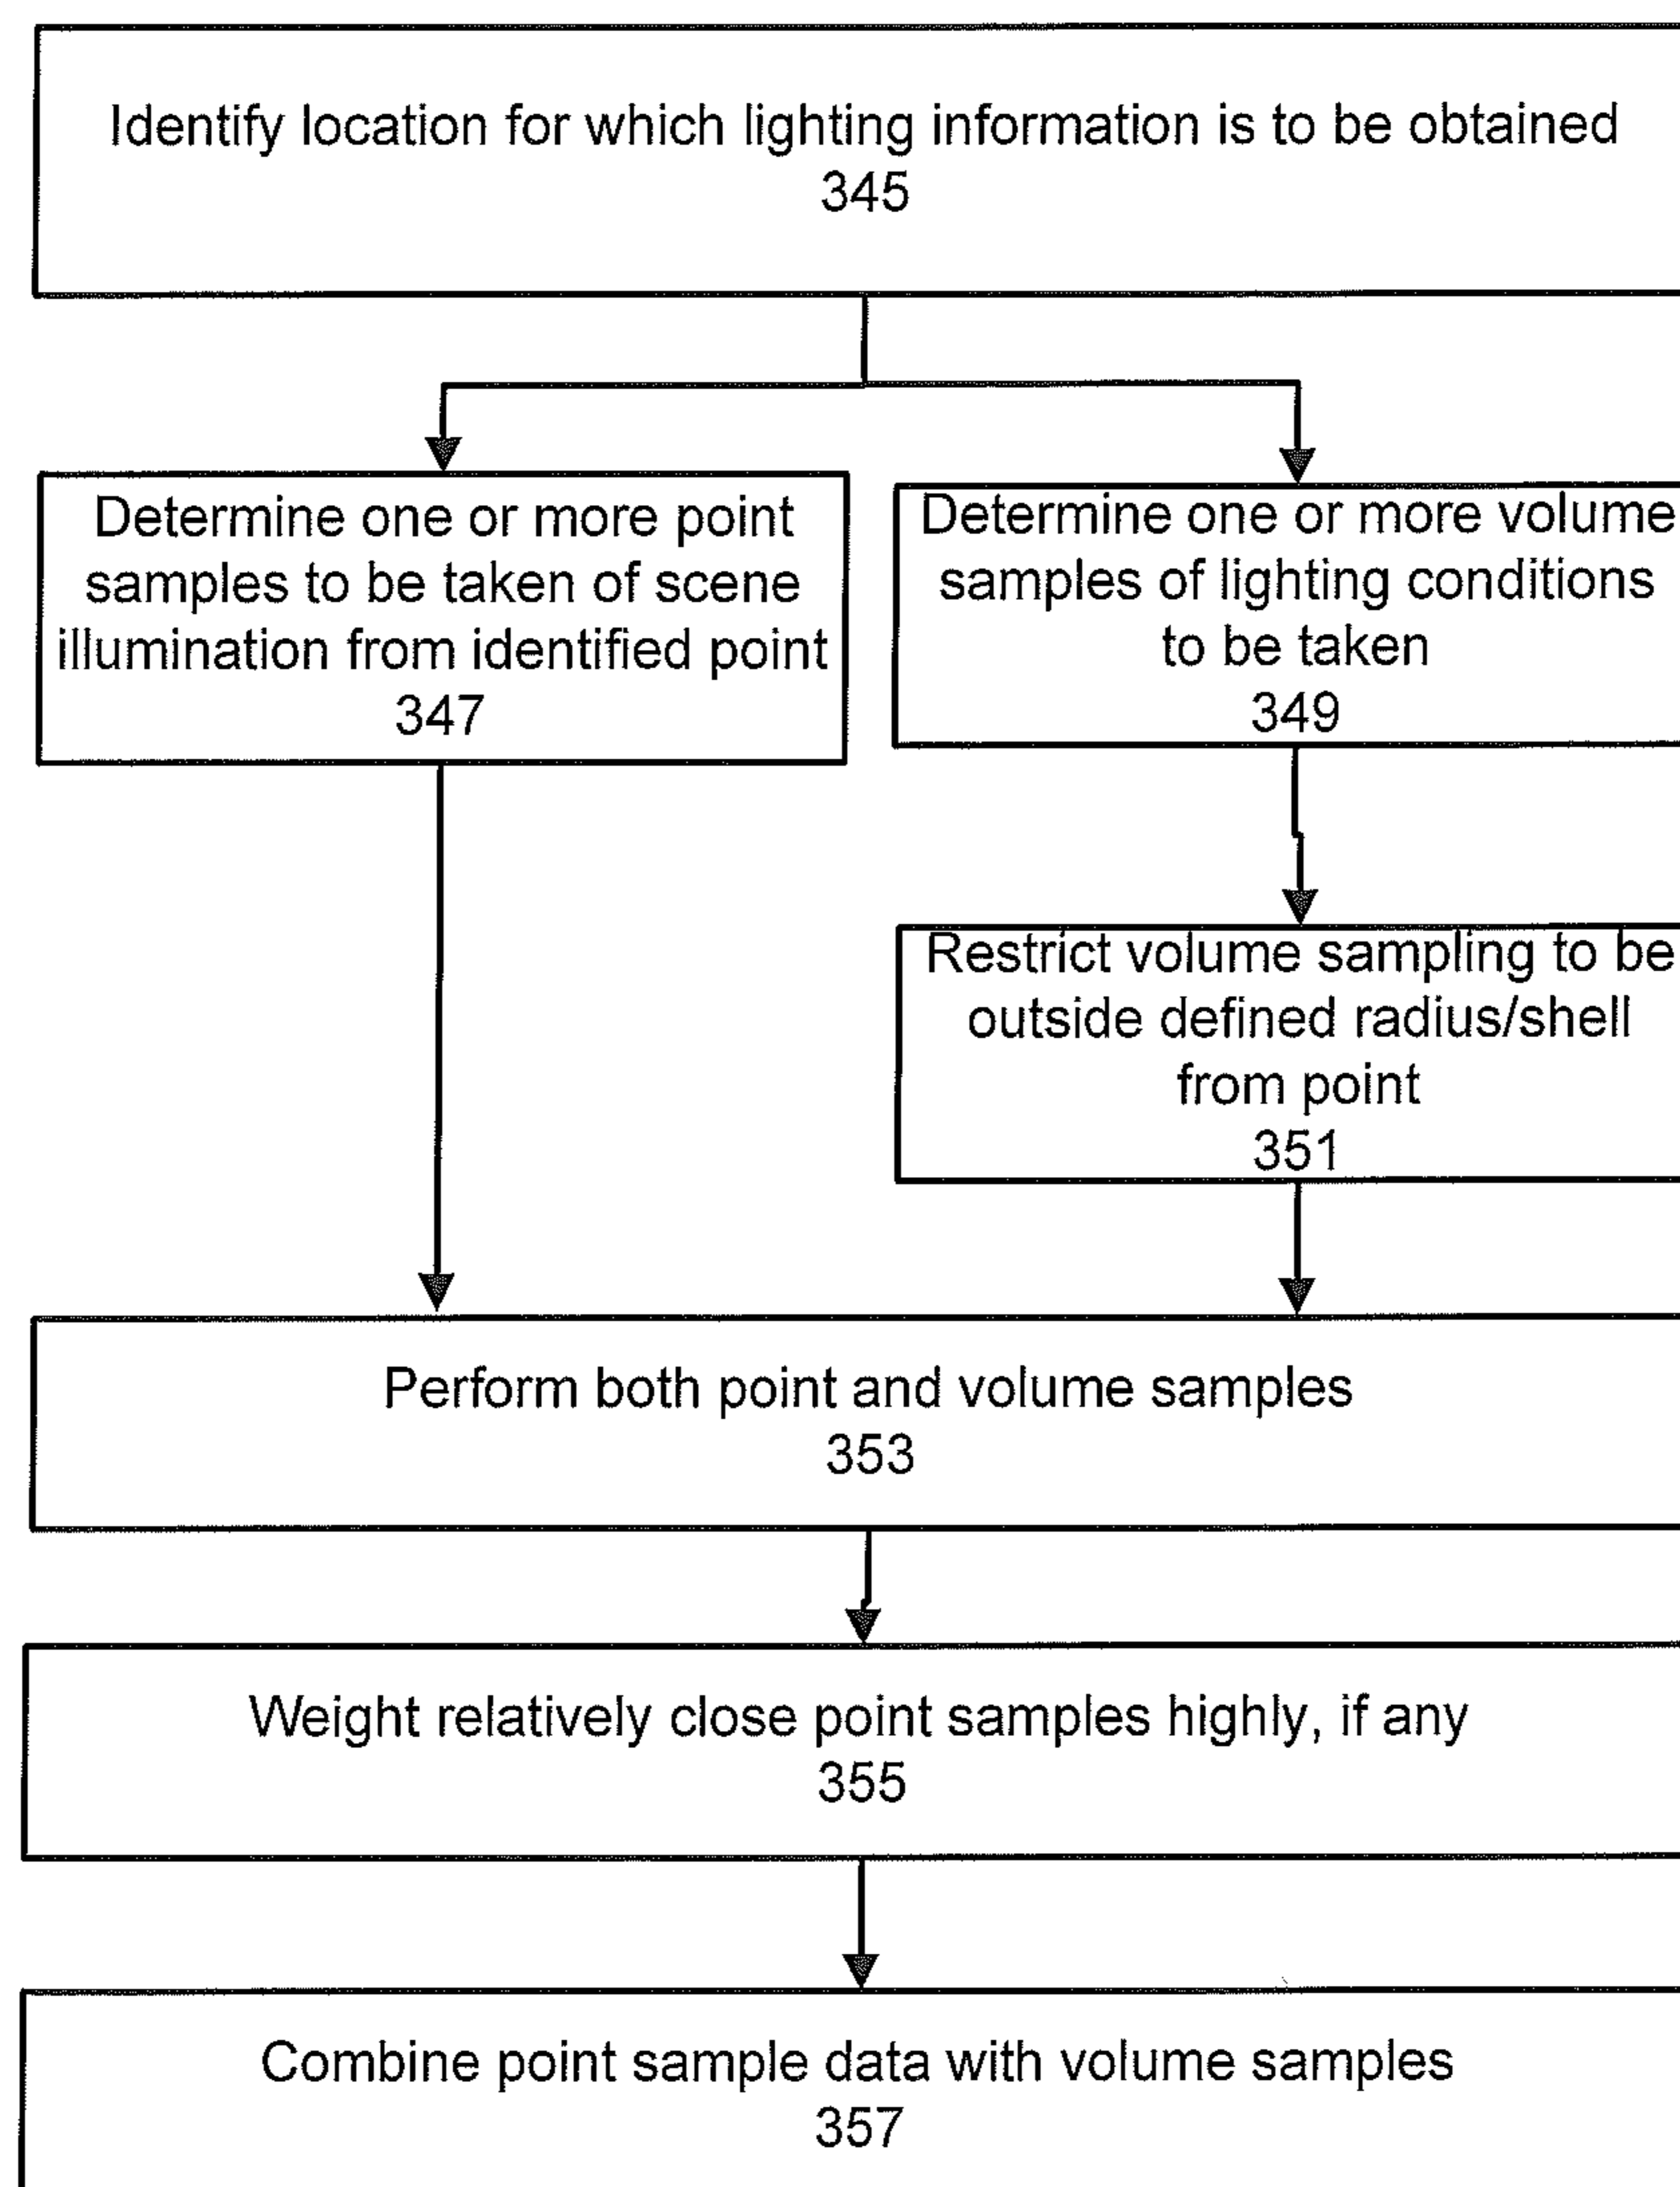 Identify location for which lighting information is to be obtained
345
Determine one or more point
samples to be taken of scene
illumination from identified point
347
Determine one or more volume
samples of lighting conditions
to be taken
349
Restrict volume sampling to be
outside defined radius/shell
from point
351
Perform both point and volume samples
353
Weight relatively close point samples highly, if any
355
Combine point sample data with volume samples
357